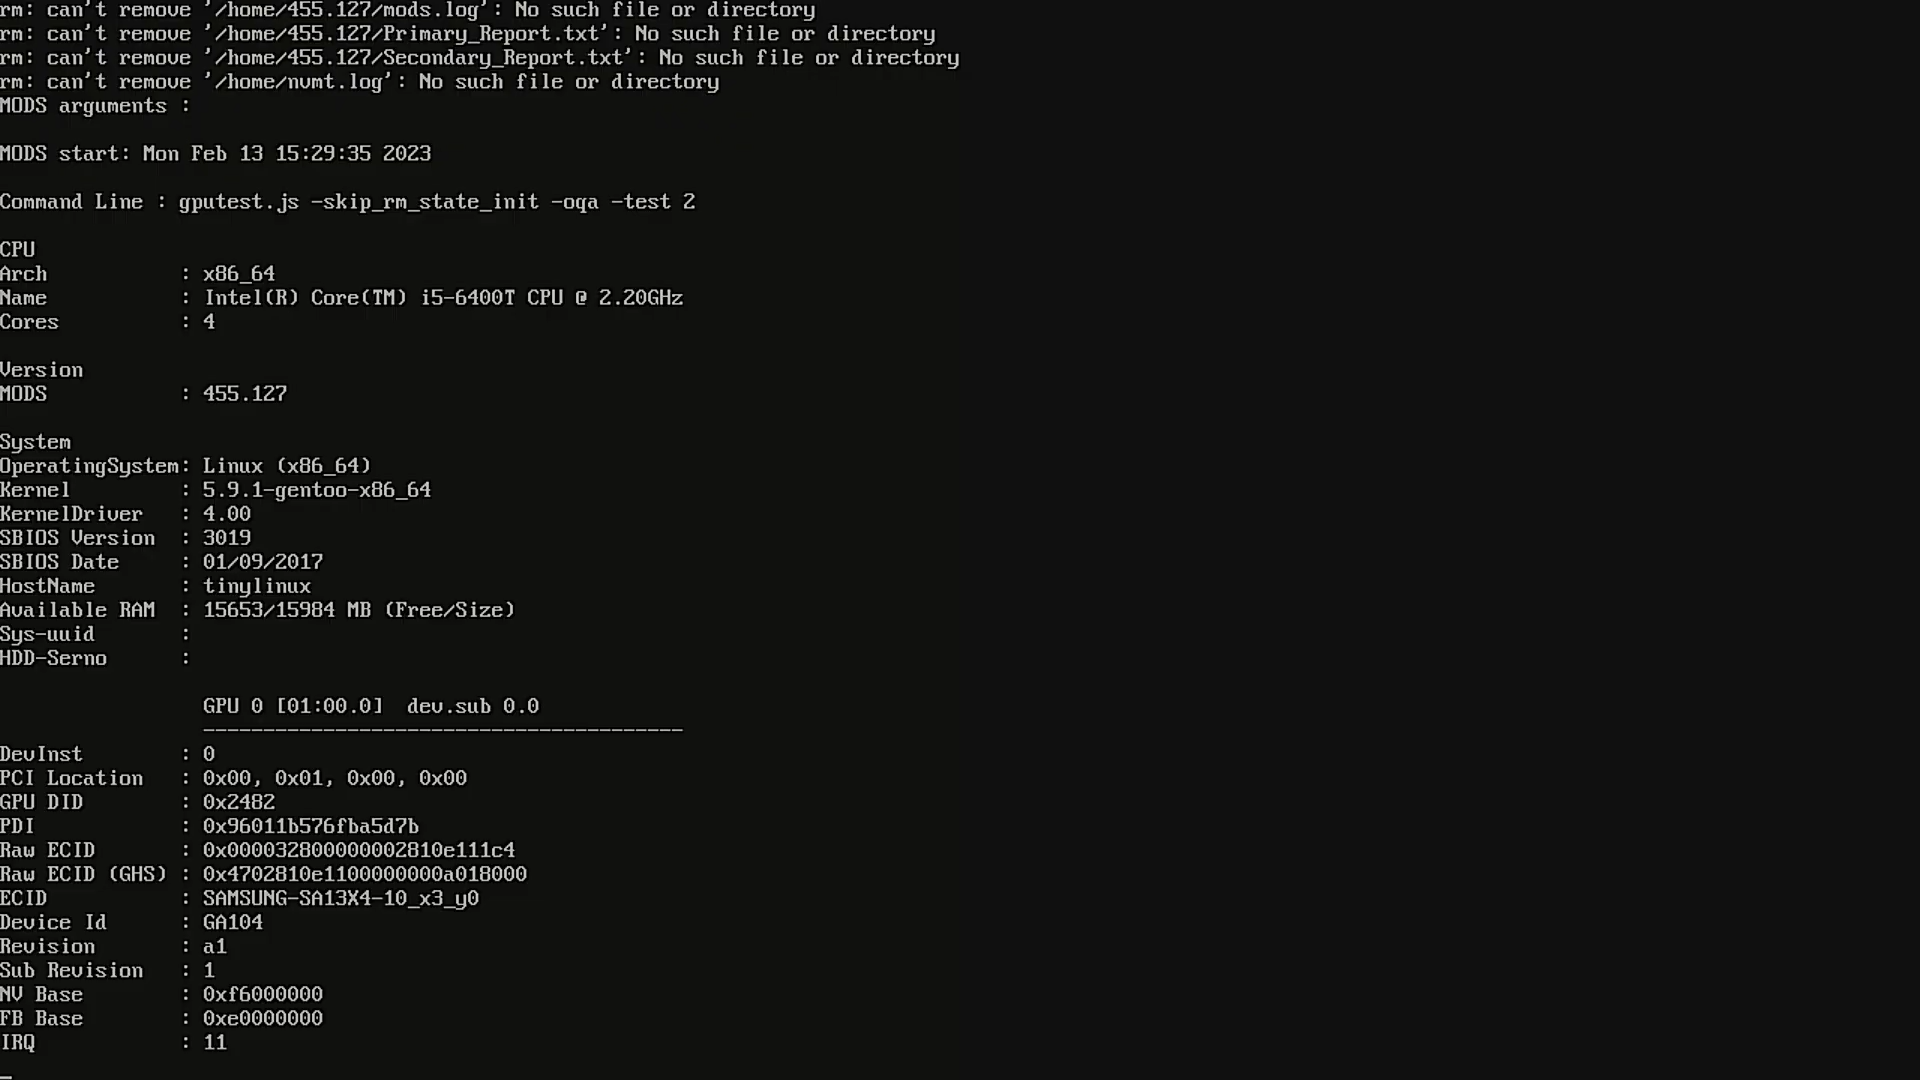 rm: can't remove '/home/455.127/mods.log': No such file or directory
rm: can't remove '/home/455.127/Primary_Report.txt': No such file or directory
rm: can't remove '/home/455.127/Secondary_Report.txt': No such file or directory
rm: can't remove '/home/nvmt.log': No such file or directory
MODS arguments :
MODS start: Mon Feb 13 15:29:35 2023
Command Line : gputest.js -skip_rm_state_init -oqa -test 2
CPU
Arch : x86_64
Name : Intel(R) Core(TM) i5-6400T CPU @ 2.20GHz
Cores : 4
Version
MODS : 455.127
System
OperatingSystem: Linux (x86_64)
Kernel : 5.9.1-gentoo-x86_64
KernelDriver : 4.00
SBIOS Version : 3019
SBIOS Date : 01/09/2017
HostName : tinylinux
Available RAM : 15653/15984 MB (Free/Size)
Sys-uuid :
HDD-Serno :
GPU 0 [01:00.0] dev.sub 0.0
----------------------------------------
DevInst : 0
PCI Location : 0x00, 0x01, 0x00, 0x00
GPU DID : 0x2482
PDI : 0x96011b576fba5d7b
Raw ECID : 0x000032800000002810e111c4
Raw ECID (GHS) : 0x4702810e1100000000a018000
ECID : SAMSUNG-SA13X4-10_x3_y0
Device Id : GA104
Revision : a1
Sub Revision : 1
NV Base : 0xf6000000
FB Base : 0xe0000000
IRQ : 11
_